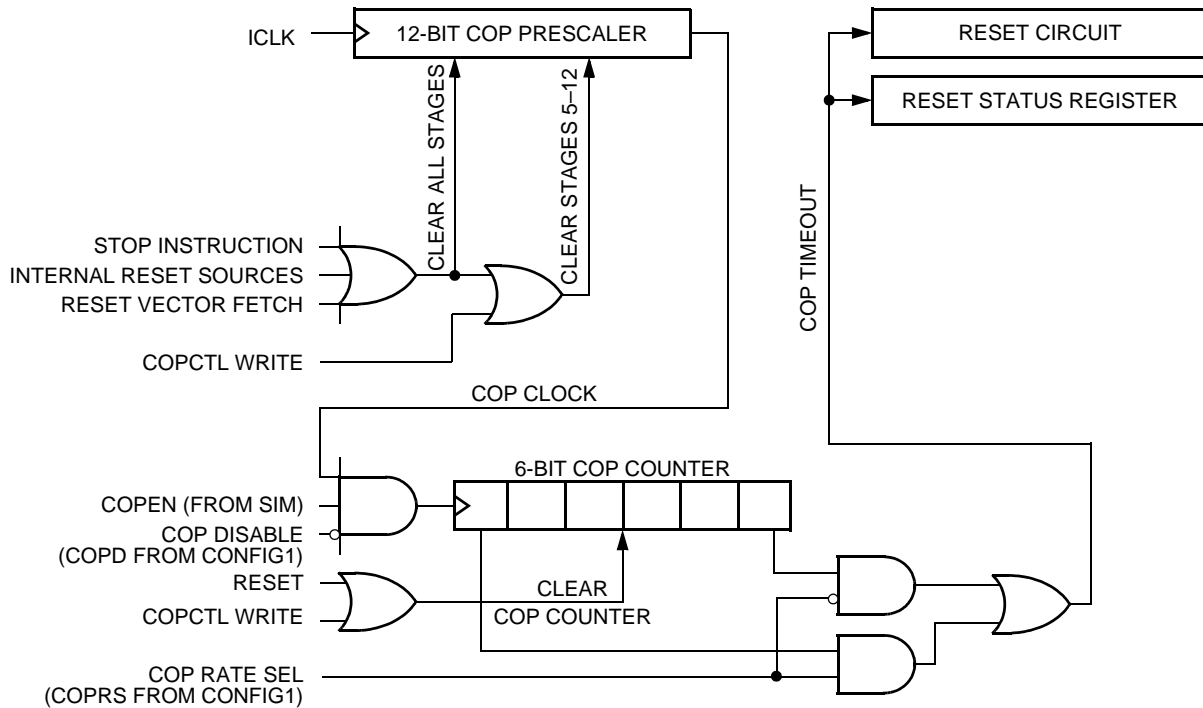 ICLK
12-BIT COP PRESCALER
RESET CIRCUIT
RESET STATUS REGISTER
CLEAR ALL STAGES
CLEAR STAGES 5–12
COP TIMEOUT
STOP INSTRUCTION
INTERNAL RESET SOURCES
RESET VECTOR FETCH
COPCTL WRITE
COP CLOCK
6-BIT COP COUNTER
COPEN (FROM SIM)
COP DISABLE
(COPD FROM CONFIG1)
RESET
COPCTL WRITE
CLEAR
COP COUNTER
COP RATE SEL
(COPRS FROM CONFIG1)